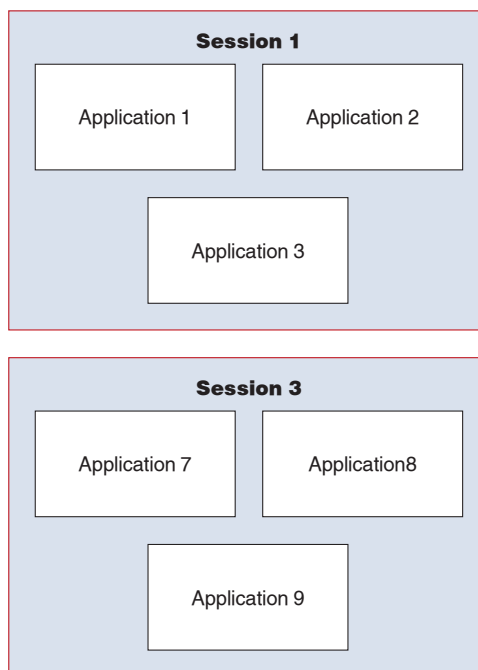 Session 1
Application 1
Application 2
Application 3
Session 3
Application 7
Application8
Application 9